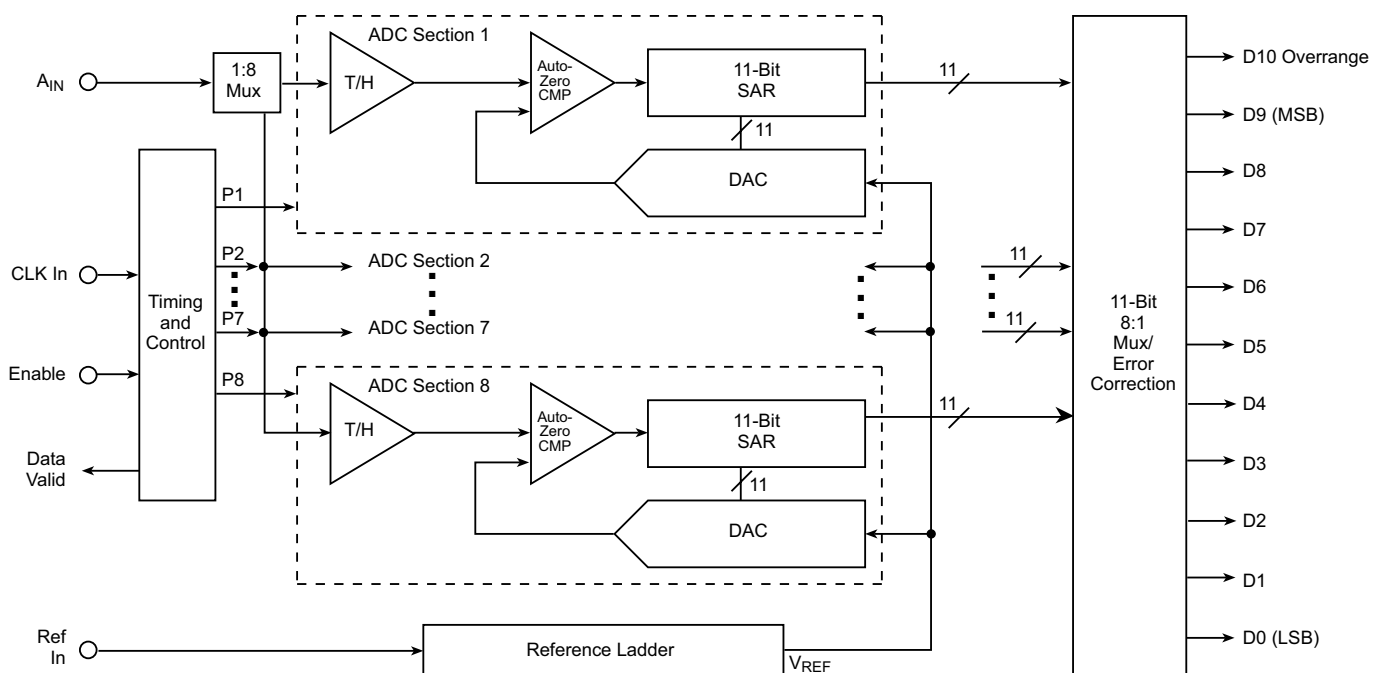 ADC Section 1
A_IN
1:8
Mux
T/H
Auto-
Zero
CMP
11-Bit
SAR
11
11
DAC
D10 Overrange
D9 (MSB)
D8
D7
D6
D5
D4
D3
D2
D1
D0 (LSB)
P1
P2
P7
P8
CLK In
Enable
Data
Valid
Timing
and
Control
ADC Section 2
ADC Section 7
11
11
11-Bit
8:1
Mux/
Error
Correction
ADC Section 8
T/H
Auto-
Zero
CMP
11-Bit
SAR
11
11
DAC
Ref
In
Reference Ladder
V_REF